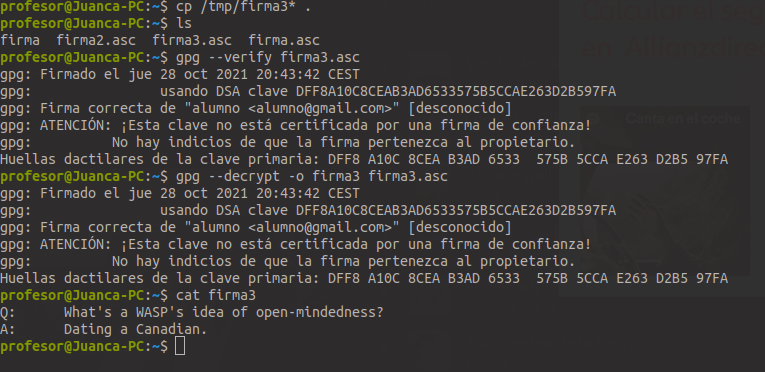 profesor@Juanca-PC:~$ cp /tmp/firma3* .
profesor@Juanca-PC:~$ ls
firma  firma2.asc  firma3.asc  firma.asc
profesor@Juanca-PC:~$ gpg --verify firma3.asc
gpg: Firmado el jue 28 oct 2021 20:43:42 CEST
gpg:                usando DSA clave DFF8A10C8CEAB3AD6533575B5CCAE263D2B597FA
gpg: Firma correcta de "alumno <alumno@gmail.com>" [desconocido]
gpg: ATENCIÓN: ¡Esta clave no está certificada por una firma de confianza!
gpg:          No hay indicios de que la firma pertenezca al propietario.
Huellas dactilares de la clave primaria: DFF8 A10C 8CEA B3AD 6533  575B 5CCA E263 D2B5 97FA
profesor@Juanca-PC:~$ gpg --decrypt -o firma3 firma3.asc
gpg: Firmado el jue 28 oct 2021 20:43:42 CEST
gpg:                usando DSA clave DFF8A10C8CEAB3AD6533575B5CCAE263D2B597FA
gpg: Firma correcta de "alumno <alumno@gmail.com>" [desconocido]
gpg: ATENCIÓN: ¡Esta clave no está certificada por una firma de confianza!
gpg:          No hay indicios de que la firma pertenezca al propietario.
Huellas dactilares de la clave primaria: DFF8 A10C 8CEA B3AD 6533  575B 5CCA E263 D2B5 97FA
profesor@Juanca-PC:~$ cat firma3
Q:      What's a WASP's idea of open-mindedness?
A:      Dating a Canadian.
profesor@Juanca-PC:~$